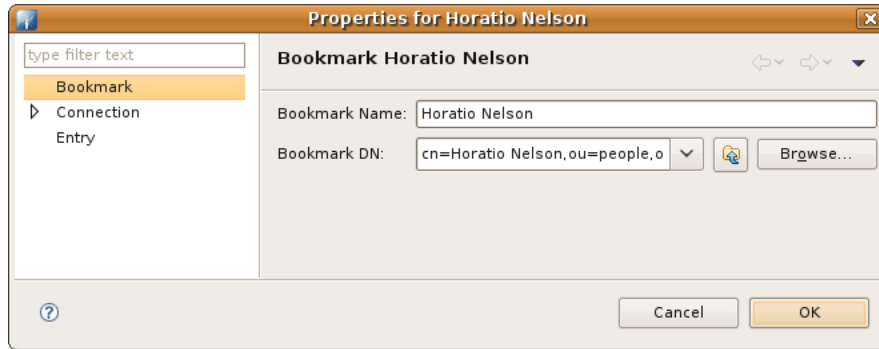 Properties for Horatio Nelson
type filter text
Bookmark
Connection
Entry
Bookmark Horatio Nelson
Bookmark Name: Horatio Nelson
Bookmark DN: cn=Horatio Nelson,ou=people,o Browse...
Cancel OK